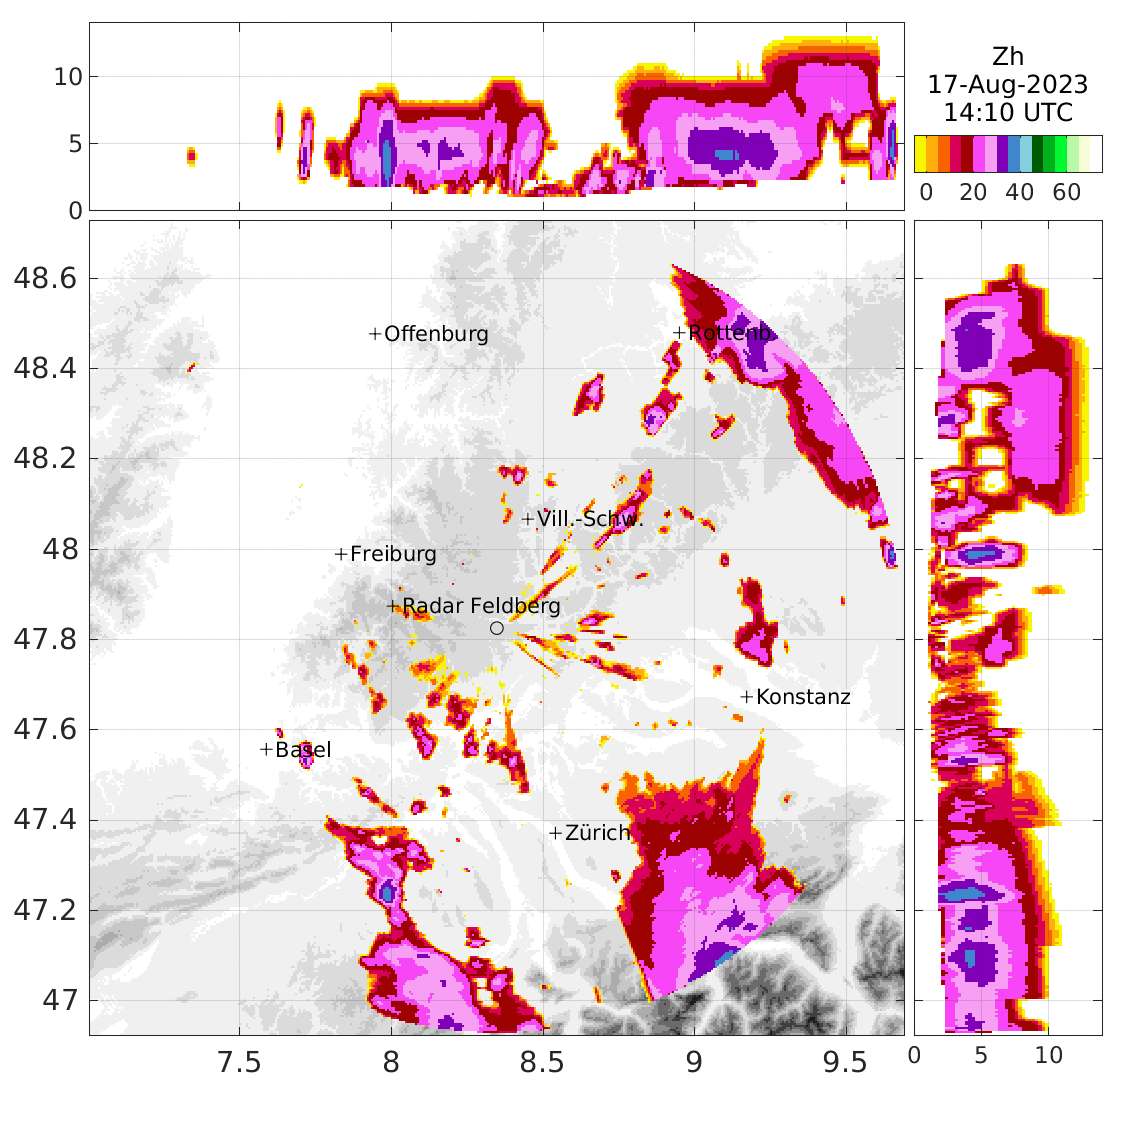 10
5
0
Zh
17-Aug-2023
14:10 UTC
0 20 40 60
48.6
48.4
48.2
48
47.8
47.6
47.4
47.2
47
+Offenburg
+Rottenb.
+Vill.-Schw.
+Freiburg
+Radar Feldberg
+Konstanz
+Basel
+Zürich
7.5 8 8.5 9 9.5
0 5 10